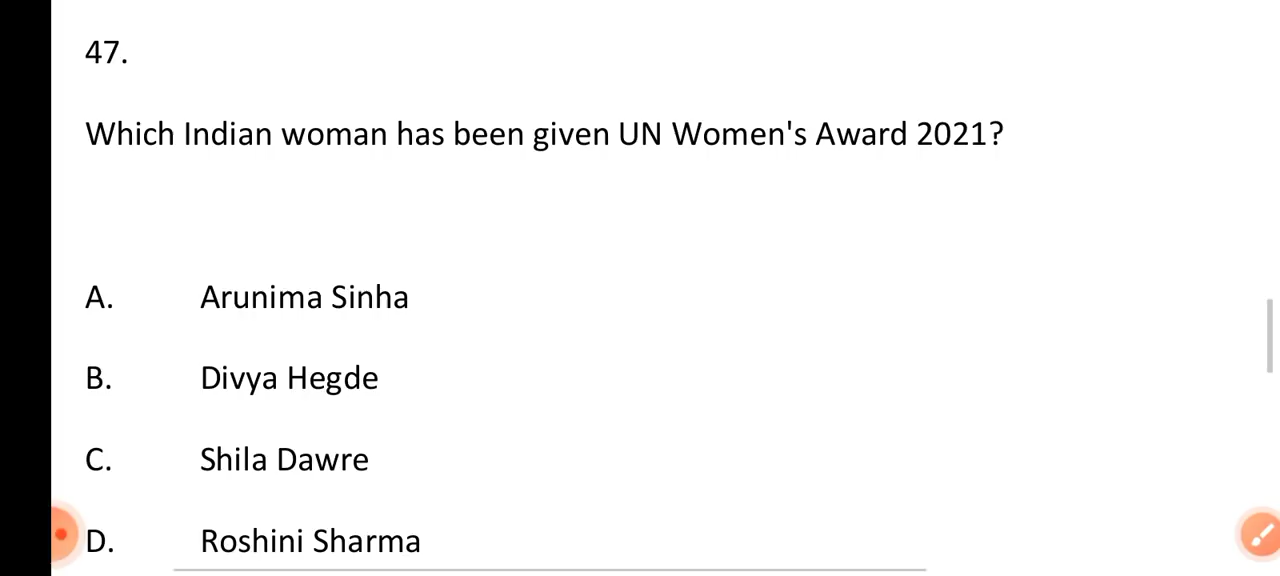 47.
Which Indian woman has been given UN Women's Award 2021?
A. Arunima Sinha
B. Divya Hegde
C. Shila Dawre
D. Roshini Sharma